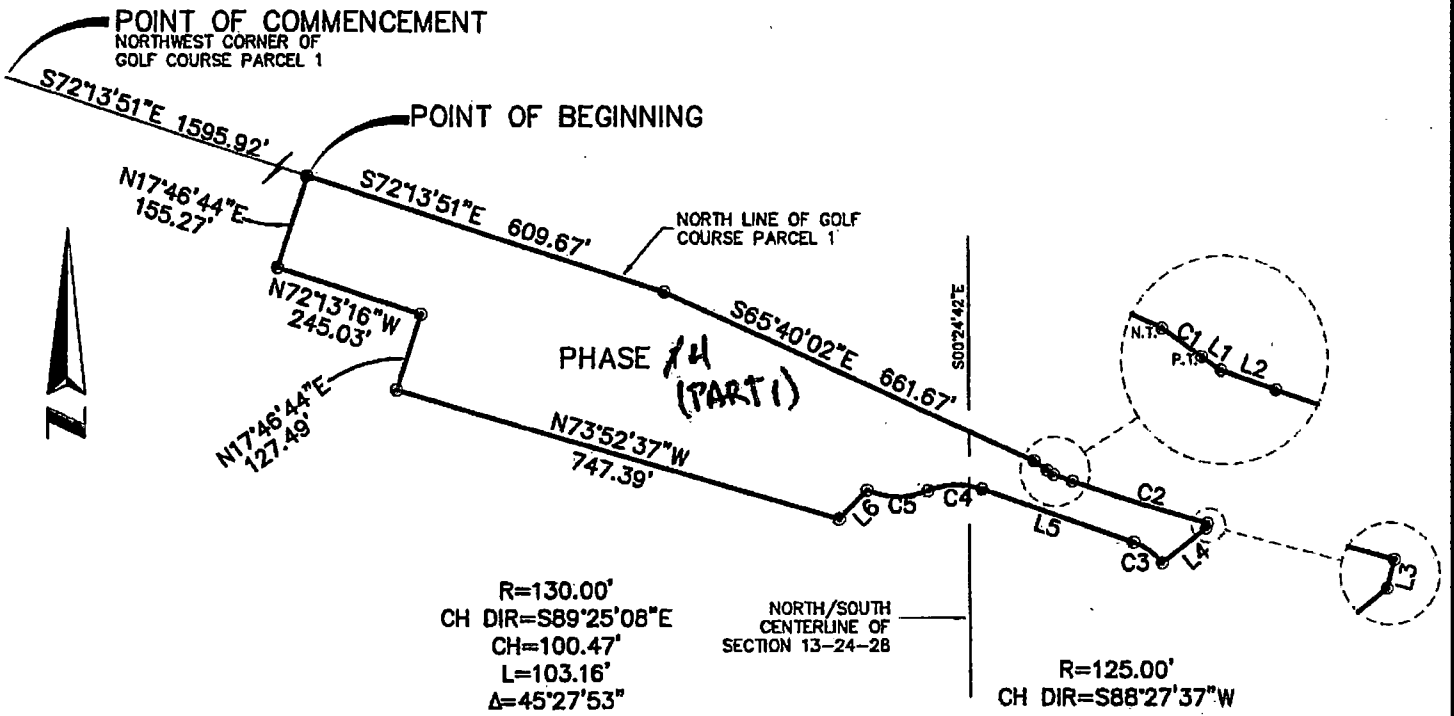 POINT OF COMMENCEMENT
NORTHWEST CORNER OF
GOLF COURSE PARCEL 1
S72°13'51"E 1595.92'
POINT OF BEGINNING
N17°46'44"E
155.27'
S72°13'51"E 609.67'
NORTH LINE OF GOLF
COURSE PARCEL 1
N72°13'16"W
245.03'
S65°40'02"E 661.67'
S00°24'42"E
N.T.
C1
L1
L2
P.T.
PHASE 14
(PART 1)
N17°46'44"E
127.49'
N73°52'37"W
747.39'
L6
C5
C4
L5
C2
C3
L4
L3
N
R=130.00'
CH DIR=S89°25'08"E
CH=100.47'
L=103.16'
Δ=45°27'53"
NORTH/SOUTH
CENTERLINE OF
SECTION 13-24-28
R=125.00'
CH DIR=S88°27'37"W